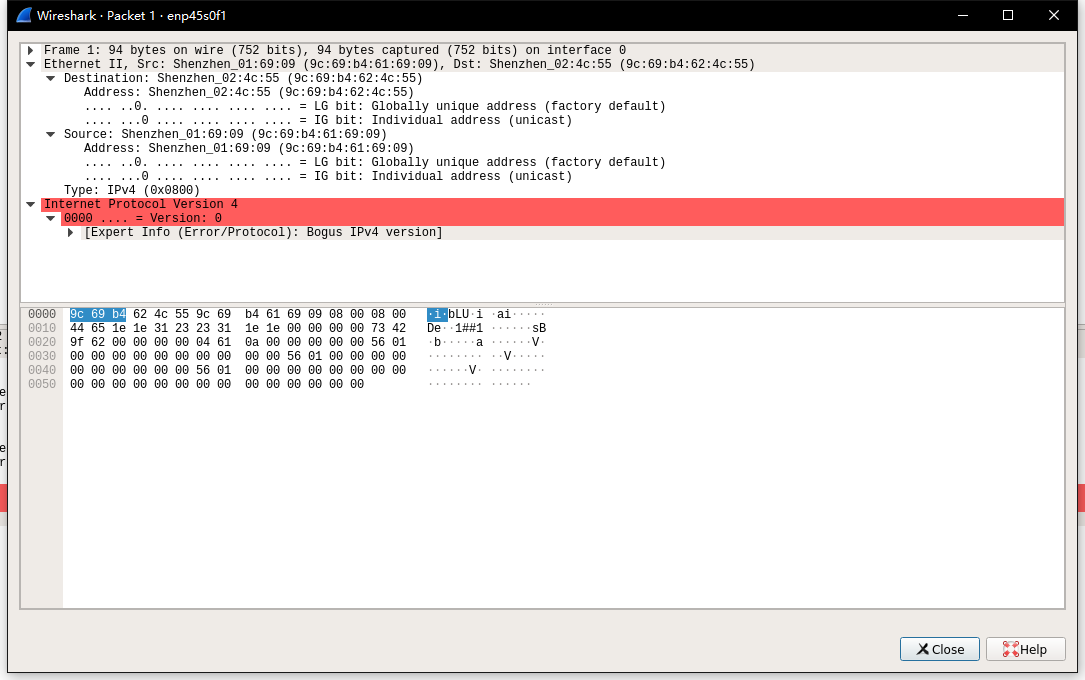 Wireshark · Packet 1 · enp45s0f1
Frame 1: 94 bytes on wire (752 bits), 94 bytes captured (752 bits) on interface 0
Ethernet II, Src: Shenzhen_01:69:09 (9c:69:b4:61:69:09), Dst: Shenzhen_02:4c:55 (9c:69:b4:62:4c:55)
Destination: Shenzhen_02:4c:55 (9c:69:b4:62:4c:55)
Address: Shenzhen_02:4c:55 (9c:69:b4:62:4c:55)
.... ..0. .... .... .... .... = LG bit: Globally unique address (factory default)
.... ...0 .... .... .... .... = IG bit: Individual address (unicast)
Source: Shenzhen_01:69:09 (9c:69:b4:61:69:09)
Address: Shenzhen_01:69:09 (9c:69:b4:61:69:09)
.... ..0. .... .... .... .... = LG bit: Globally unique address (factory default)
.... ...0 .... .... .... .... = IG bit: Individual address (unicast)
Type: IPv4 (0x0800)
Internet Protocol Version 4
0000 .... = Version: 0
[Expert Info (Error/Protocol): Bogus IPv4 version]
0000 9c 69 b4 62 4c 55 9c 69 b4 61 69 09 08 00 08 00 ·i·bLU·i ·ai·····
0010 44 65 1e 1e 31 23 23 31 1e 1e 00 00 00 00 73 42 De··1##1 ······sB
0020 9f 62 00 00 00 00 04 61 0a 00 00 00 00 00 56 01 ·b·····a ······V·
0030 00 00 00 00 00 00 00 00 00 00 56 01 00 00 00 00 ········ ··V·····
0040 00 00 00 00 00 00 56 01 00 00 00 00 00 00 00 00 ······V· ········
0050 00 00 00 00 00 00 00 00 00 00 00 00 00 00 ········ ······
Close Help